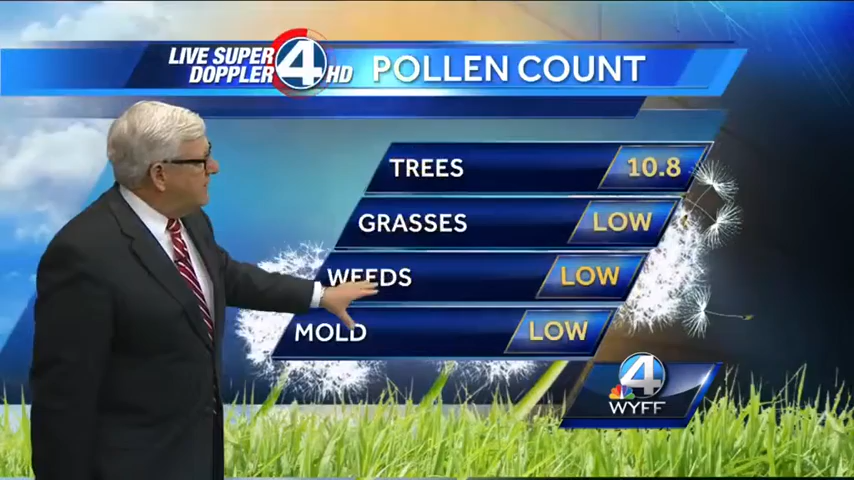 LIVE SUPER
DOPPLER 4 HD
POLLEN COUNT
TREES 10.8
GRASSES LOW
WEEDS LOW
MOLD LOW
4
WYFF